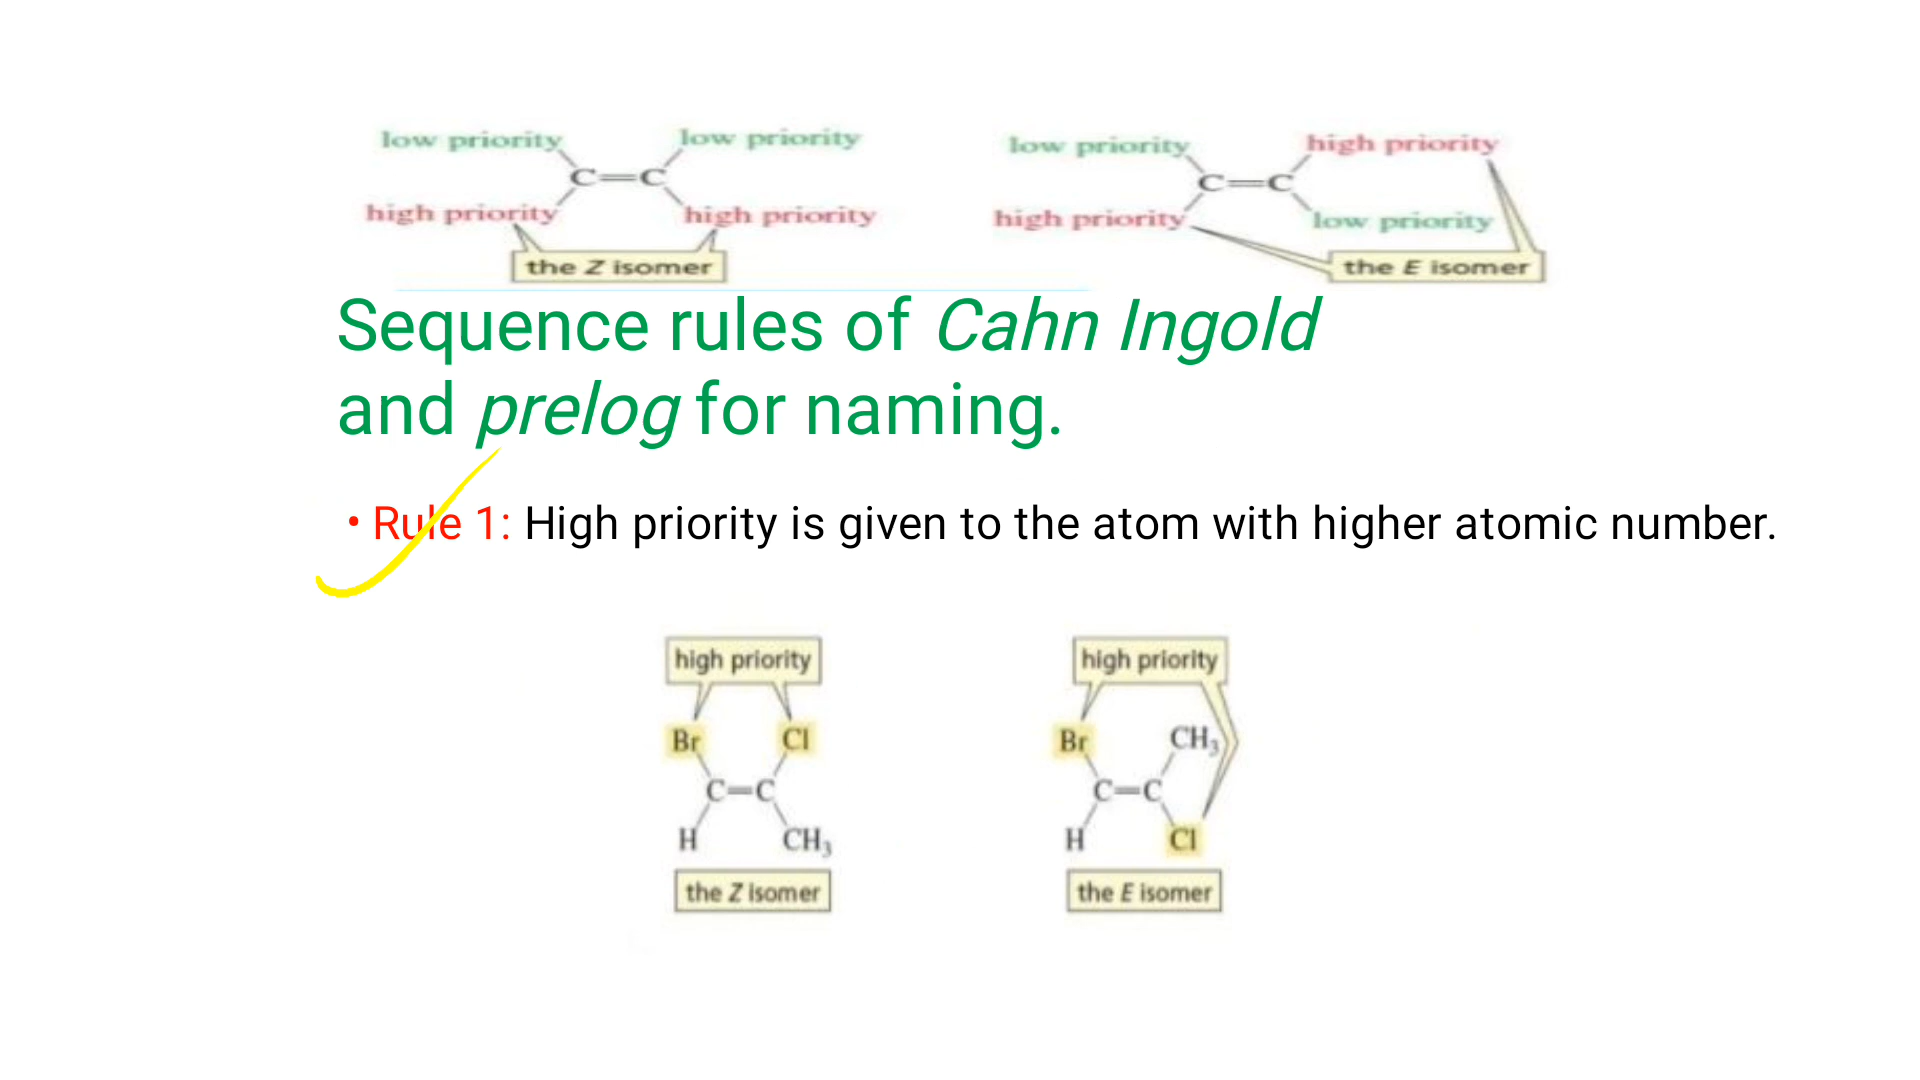 low priority low priority
C=C
high priority high priority
the Z isomer
low priority high priority
C=C
high priority low priority
the E isomer
Sequence rules of Cahn Ingold
and prelog for naming.
• Rule 1: High priority is given to the atom with higher atomic number.
high priority
Br Cl
C=C
H CH₃
the Z isomer
high priority
Br CH₃
C=C
H Cl
the E isomer